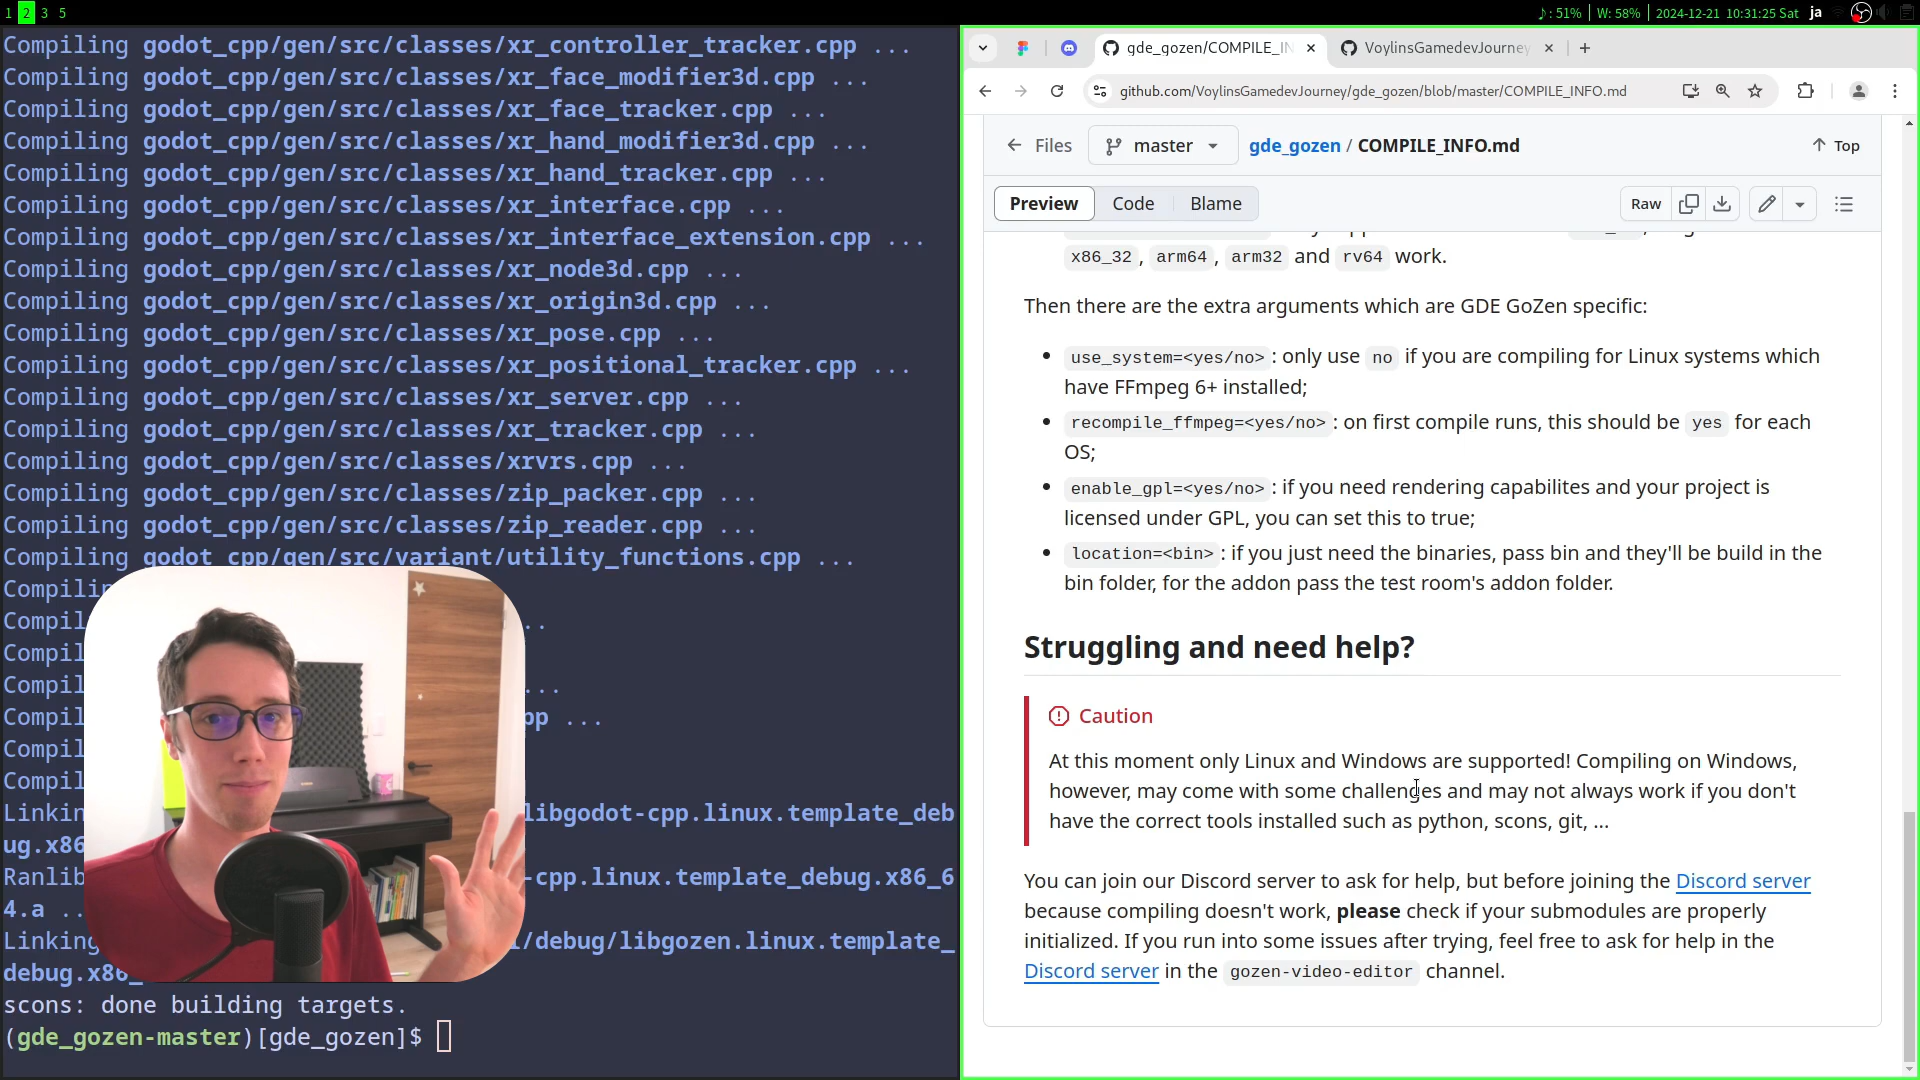 1 2 3 5
♪: 51% | W: 58% | 2024-12-21 10:31:25 Sat ja
Compiling godot_cpp/gen/src/classes/xr_controller_tracker.cpp ...
Compiling godot_cpp/gen/src/classes/xr_face_modifier3d.cpp ...
Compiling godot_cpp/gen/src/classes/xr_face_tracker.cpp ...
Compiling godot_cpp/gen/src/classes/xr_hand_modifier3d.cpp ...
Compiling godot_cpp/gen/src/classes/xr_hand_tracker.cpp ...
Compiling godot_cpp/gen/src/classes/xr_interface.cpp ...
Compiling godot_cpp/gen/src/classes/xr_interface_extension.cpp ...
Compiling godot_cpp/gen/src/classes/xr_node3d.cpp ...
Compiling godot_cpp/gen/src/classes/xr_origin3d.cpp ...
Compiling godot_cpp/gen/src/classes/xr_pose.cpp ...
Compiling godot_cpp/gen/src/classes/xr_positional_tracker.cpp ...
Compiling godot_cpp/gen/src/classes/xr_server.cpp ...
Compiling godot_cpp/gen/src/classes/xr_tracker.cpp ...
Compiling godot_cpp/gen/src/classes/xrvrs.cpp ...
Compiling godot_cpp/gen/src/classes/zip_packer.cpp ...
Compiling godot_cpp/gen/src/classes/zip_reader.cpp ...
Compiling godot_cpp/gen/src/variant/utility_functions.cpp ...
Compilin
Compil ..
Compil
Compil ...
Compil pp ...
Compil
Compil
Linkin libgodot-cpp.linux.template_deb
ug.x86
Ranlib -cpp.linux.template_debug.x86_6
4.a ..
Linking /debug/libgozen.linux.template_
debug.x86_
scons: done building targets.
(gde_gozen-master)[gde_gozen]$
gde_gozen/COMPILE_IN
VoylinsGamedevJourney
github.com/VoylinsGamedevJourney/gde_gozen/blob/master/COMPILE_INFO.md
Files master gde_gozen / COMPILE_INFO.md Top
Preview Code Blame Raw
x86_32, arm64, arm32 and rv64 work.
Then there are the extra arguments which are GDE GoZen specific:
• use_system=<yes/no>: only use no if you are compiling for Linux systems which
have FFmpeg 6+ installed;
• recompile_ffmpeg=<yes/no>: on first compile runs, this should be yes for each
OS;
• enable_gpl=<yes/no>: if you need rendering capabilites and your project is
licensed under GPL, you can set this to true;
• location=<bin>: if you just need the binaries, pass bin and they'll be build in the
bin folder, for the addon pass the test room's addon folder.
Struggling and need help?
Caution
At this moment only Linux and Windows are supported! Compiling on Windows,
however, may come with some challenges and may not always work if you don't
have the correct tools installed such as python, scons, git, ...
You can join our Discord server to ask for help, but before joining the Discord server
because compiling doesn't work, please check if your submodules are properly
initialized. If you run into some issues after trying, feel free to ask for help in the
Discord server in the gozen-video-editor channel.